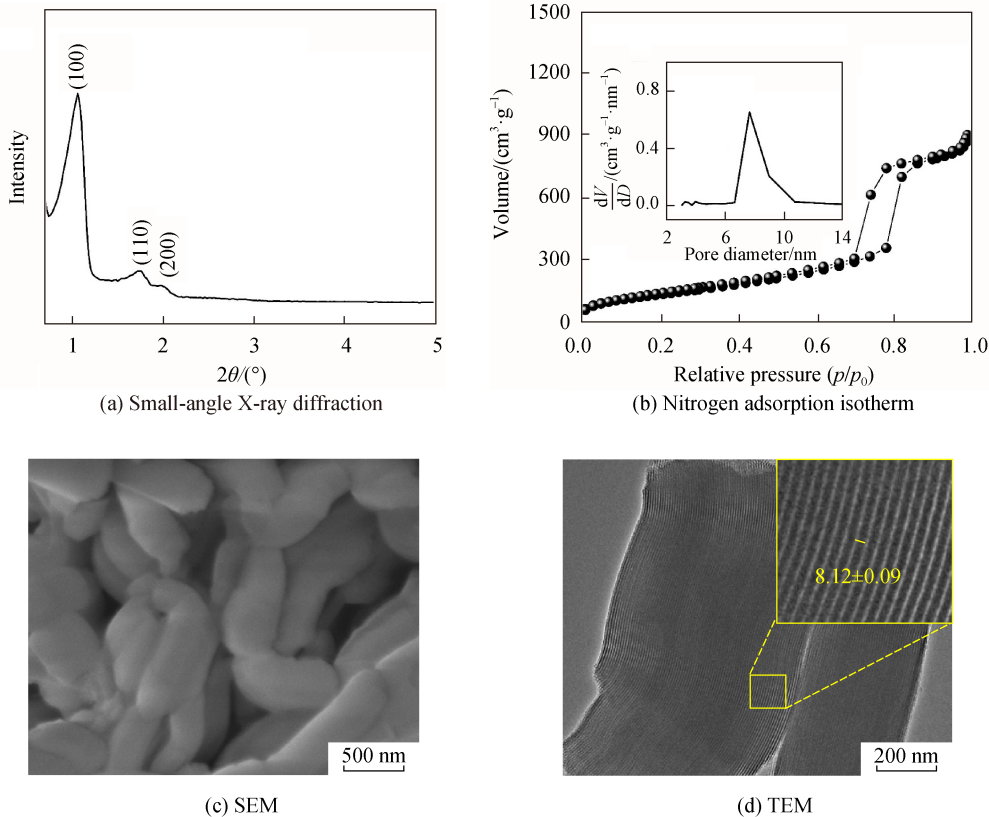 (100)
(110)
(200)
Intensity
1
2
3
4
5
2θ/(°)
(a) Small-angle X-ray diffraction
1500
1200
900
600
300
0
Volume/(cm³·g⁻¹)
0.8
0.4
0.0
dV/dD/(cm³·g⁻¹·nm⁻¹)
2
6
10
14
Pore diameter/nm
0.0
0.2
0.4
0.6
0.8
1.0
Relative pressure (p/p₀)
(b) Nitrogen adsorption isotherm
500 nm
(c) SEM
8.12±0.09
200 nm
(d) TEM